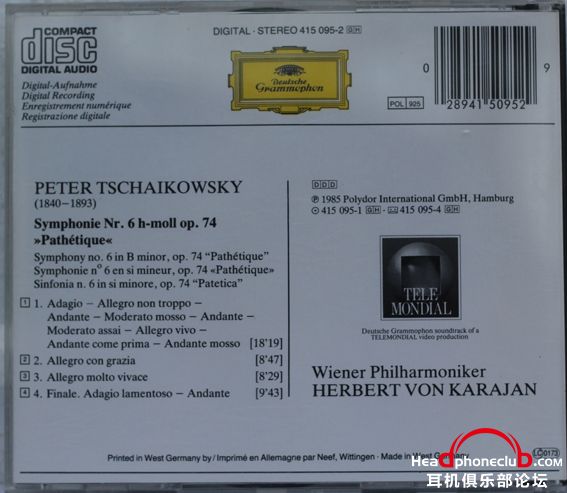 COMPACT
disc
DIGITAL AUDIO
DIGITAL · STEREO 415 095-2 GH
Digital-Aufnahme
Digital Recording
Enregistrement numérique
Registrazione digitale
Deutsche
Grammophon
POL 925
0 28941 50952 9
PETER TSCHAIKOWSKY
(1840–1893)
Symphonie Nr. 6 h-moll op. 74
»Pathétique«
Symphony no. 6 in B minor, op. 74 “Pathétique”
Symphonie n° 6 en si mineur, op. 74 «Pathétique»
Sinfonia n. 6 in si minore, op. 74 “Patetica”
1 1. Adagio – Allegro non troppo –
Andante – Moderato mosso – Andante –
Moderato assai – Allegro vivo –
Andante come prima – Andante mosso [18'19]
2 2. Allegro con grazia [8'47]
3 3. Allegro molto vivace [8'29]
4 4. Finale. Adagio lamentoso – Andante [9'43]
DDD
Ⓟ 1985 Polydor International GmbH, Hamburg
415 095-1 GH · 415 095-4 GH
TELE
MONDIAL
Deutsche Grammophon soundtrack of a
TELEMONDIAL video production
Wiener Philharmoniker
HERBERT VON KARAJAN
Printed in West Germany by / Imprimé en Allemagne par Neef, Wittingen · Made in West Germany
LC 0173
Headphoneclub.com
耳机俱乐部论坛